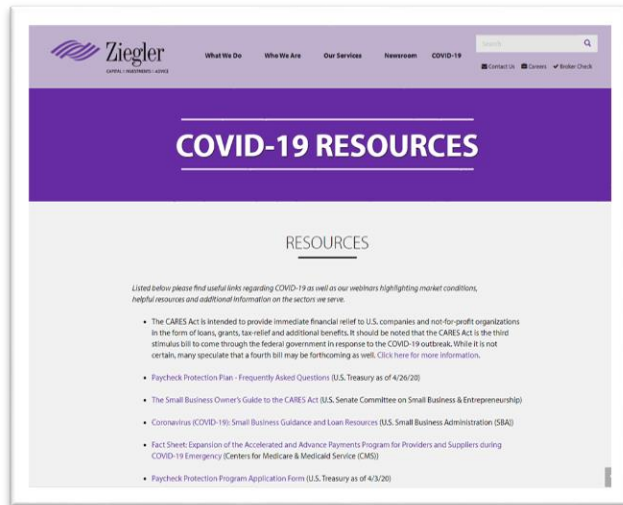 Ziegler
CAPITAL | INVESTMENTS | ADVICE
What We Do Who We Are Our Services Newsroom COVID-19
Search
Contact Us Careers Broker Check
COVID-19 RESOURCES
RESOURCES
Listed below please find useful links regarding COVID-19 as well as our webinars highlighting market conditions,
helpful resources and additional information on the sectors we serve.
• The CARES Act is intended to provide immediate financial relief to U.S. companies and not-for-profit organizations
in the form of loans, grants, tax-relief and additional benefits. It should be noted that the CARES Act is the third
stimulus bill to come through the federal government in response to the COVID-19 outbreak. While it is not
certain, many speculate that a fourth bill may be forthcoming as well. Click here for more information.
• Paycheck Protection Plan - Frequently Asked Questions (U.S. Treasury as of 4/26/20)
• The Small Business Owner's Guide to the CARES Act (U.S. Senate Committee on Small Business & Entrepreneurship)
• Coronavirus (COVID-19): Small Business Guidance and Loan Resources (U.S. Small Business Administration (SBA))
• Fact Sheet: Expansion of the Accelerated and Advance Payments Program for Providers and Suppliers during
COVID-19 Emergency (Centers for Medicare & Medicaid Service (CMS))
• Paycheck Protection Program Application Form (U.S. Treasury as of 4/3/20)